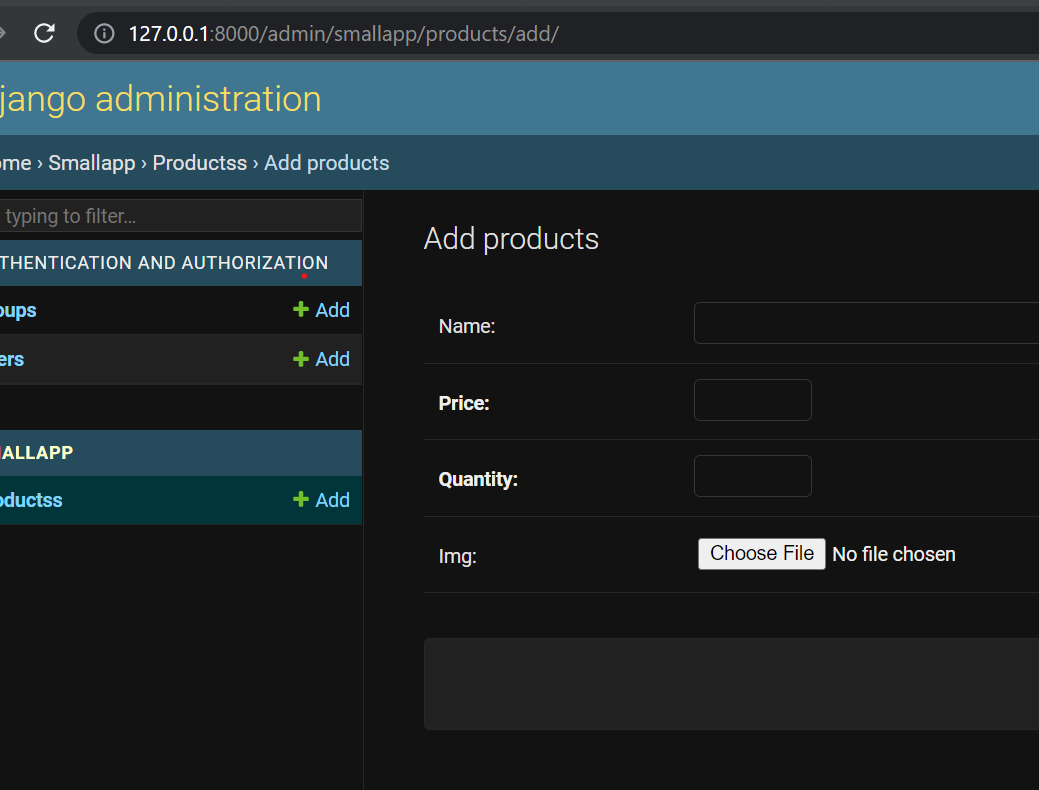 127.0.0.1:8000/admin/smallapp/products/add/
jango administration
ome › Smallapp › Productss › Add products
typing to filter...
THENTICATION AND AUTHORIZATION
oups + Add
ers + Add
ALLAPP
oductss + Add
Add products
Name:
Price:
Quantity:
Img: Choose File No file chosen